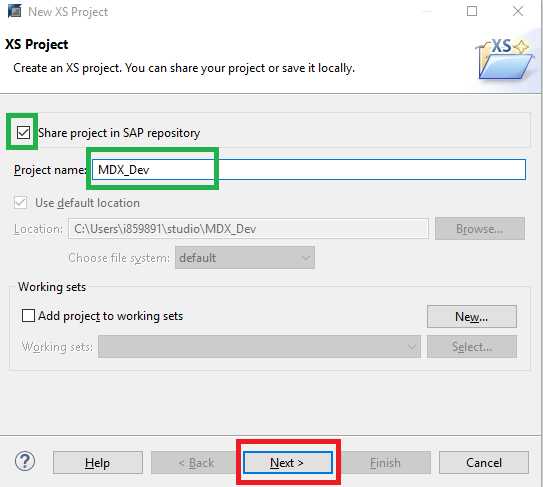 New XS Project
XS Project
Create an XS project. You can share your project or save it locally.
XS
Share project in SAP repository
Project name: MDX_Dev
Use default location
Location: C:\Users\i859891\studio\MDX_Dev Browse...
Choose file system: default
Working sets
Add project to working sets New...
Working sets: Select...
? Help < Back Next > Finish Cancel